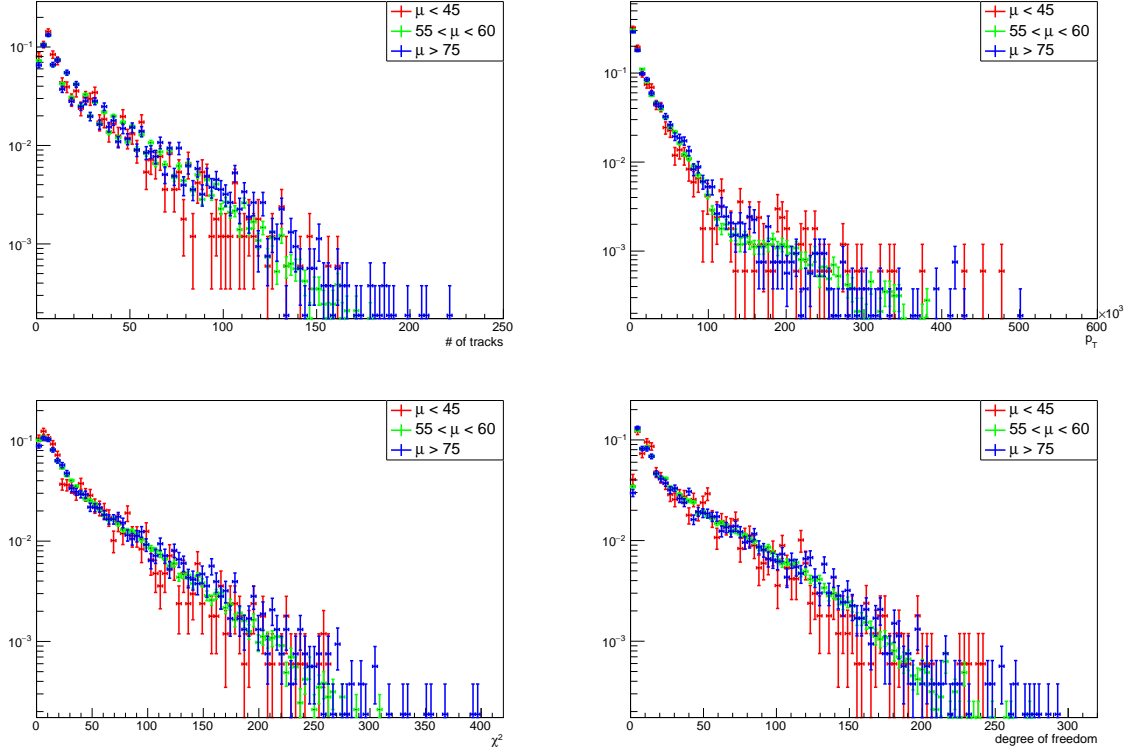 μ < 45
55 < μ < 60
μ > 75
10⁻¹
10⁻²
10⁻³
0 50 100 150 200 250
# of tracks
μ < 45
55 < μ < 60
μ > 75
10⁻¹
10⁻²
10⁻³
0 100 200 300 400 500 600
×10³
p_T
μ < 45
55 < μ < 60
μ > 75
10⁻¹
10⁻²
10⁻³
0 50 100 150 200 250 300 350 400
χ²
μ < 45
55 < μ < 60
μ > 75
10⁻¹
10⁻²
10⁻³
0 50 100 150 200 250 300
degree of freedom